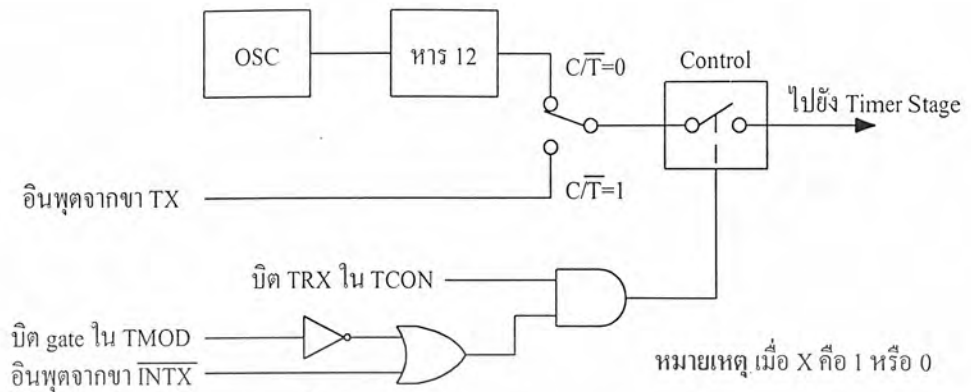 OSC
หาร 12
C/T̅=0
Control
ไปยัง Timer Stage
อินพุตจากขา TX
C/T̅=1
บิต TRX ใน TCON
บิต gate ใน TMOD
อินพุตจากขา I̅N̅T̅X̅
หมายเหตุ เมื่อ X คือ 1 หรือ 0